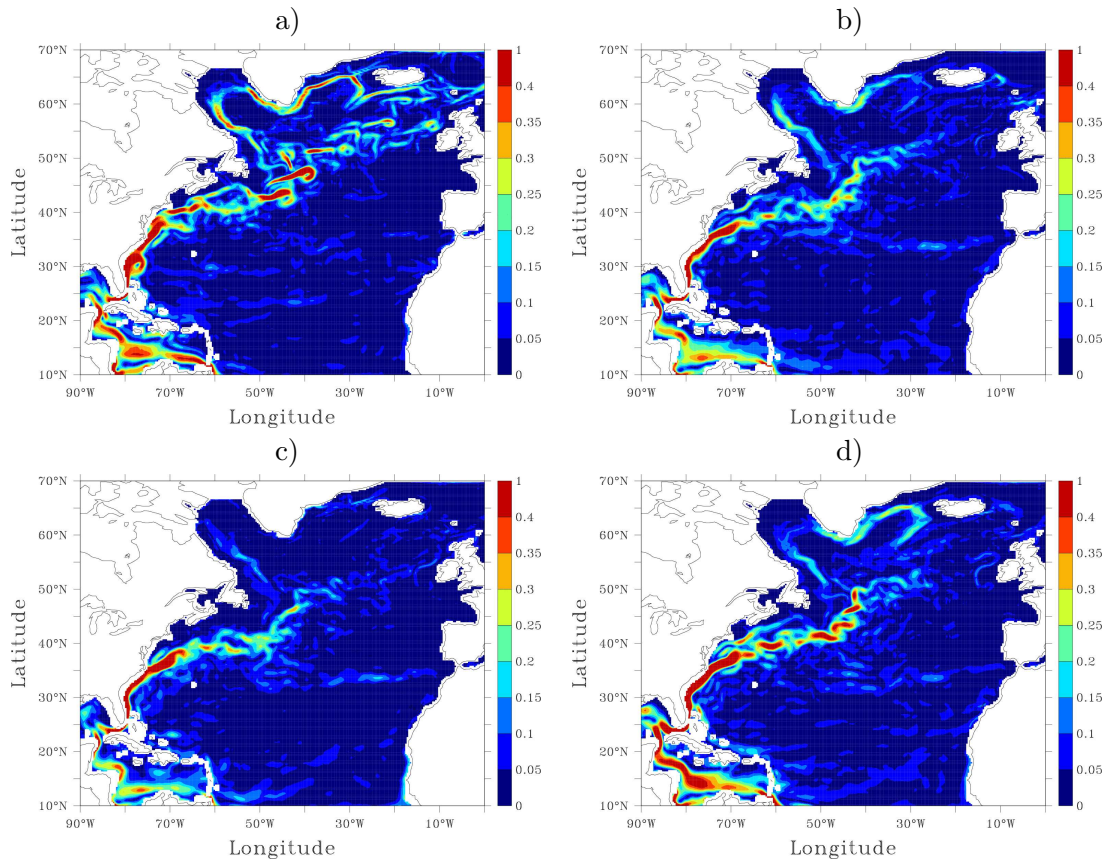 a)
70°N
60°N
50°N
40°N
30°N
20°N
10°N
Latitude
90°W
70°W
50°W
30°W
10°W
Longitude
1
0.4
0.35
0.3
0.25
0.2
0.15
0.1
0.05
0
b)
70°N
60°N
50°N
40°N
30°N
20°N
10°N
Latitude
90°W
70°W
50°W
30°W
10°W
Longitude
1
0.4
0.35
0.3
0.25
0.2
0.15
0.1
0.05
0
c)
70°N
60°N
50°N
40°N
30°N
20°N
10°N
Latitude
90°W
70°W
50°W
30°W
10°W
Longitude
1
0.4
0.35
0.3
0.25
0.2
0.15
0.1
0.05
0
d)
70°N
60°N
50°N
40°N
30°N
20°N
10°N
Latitude
90°W
70°W
50°W
30°W
10°W
Longitude
1
0.4
0.35
0.3
0.25
0.2
0.15
0.1
0.05
0